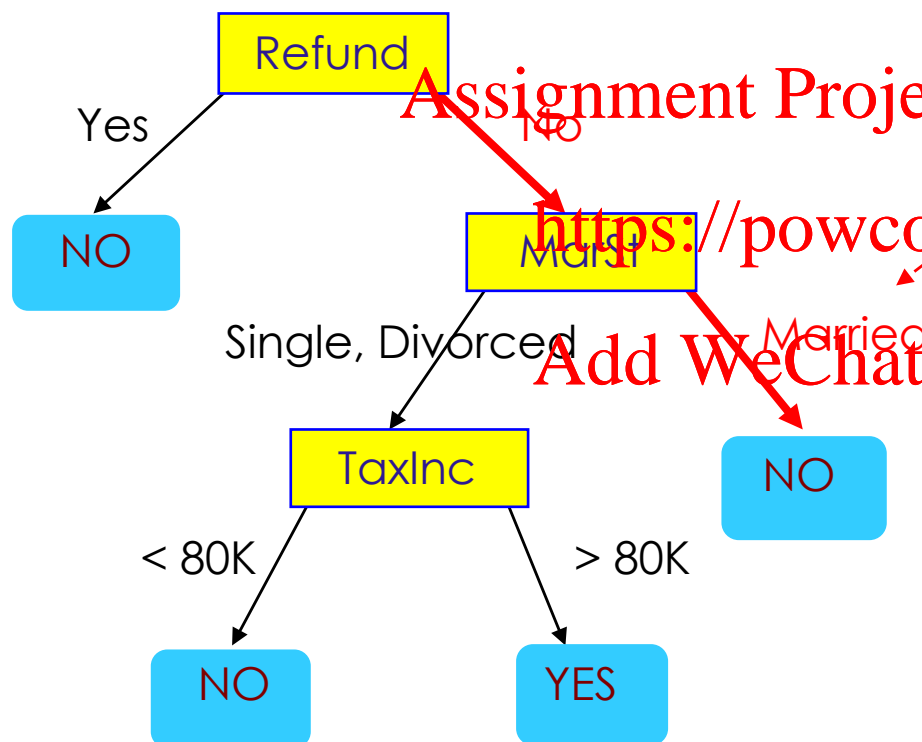 Refund
Assignment Proje
Yes
No
NO
MarSt
https://powco
Single, Divorced
Married
Add WeChat
TaxInc
NO
< 80K
> 80K
NO
YES